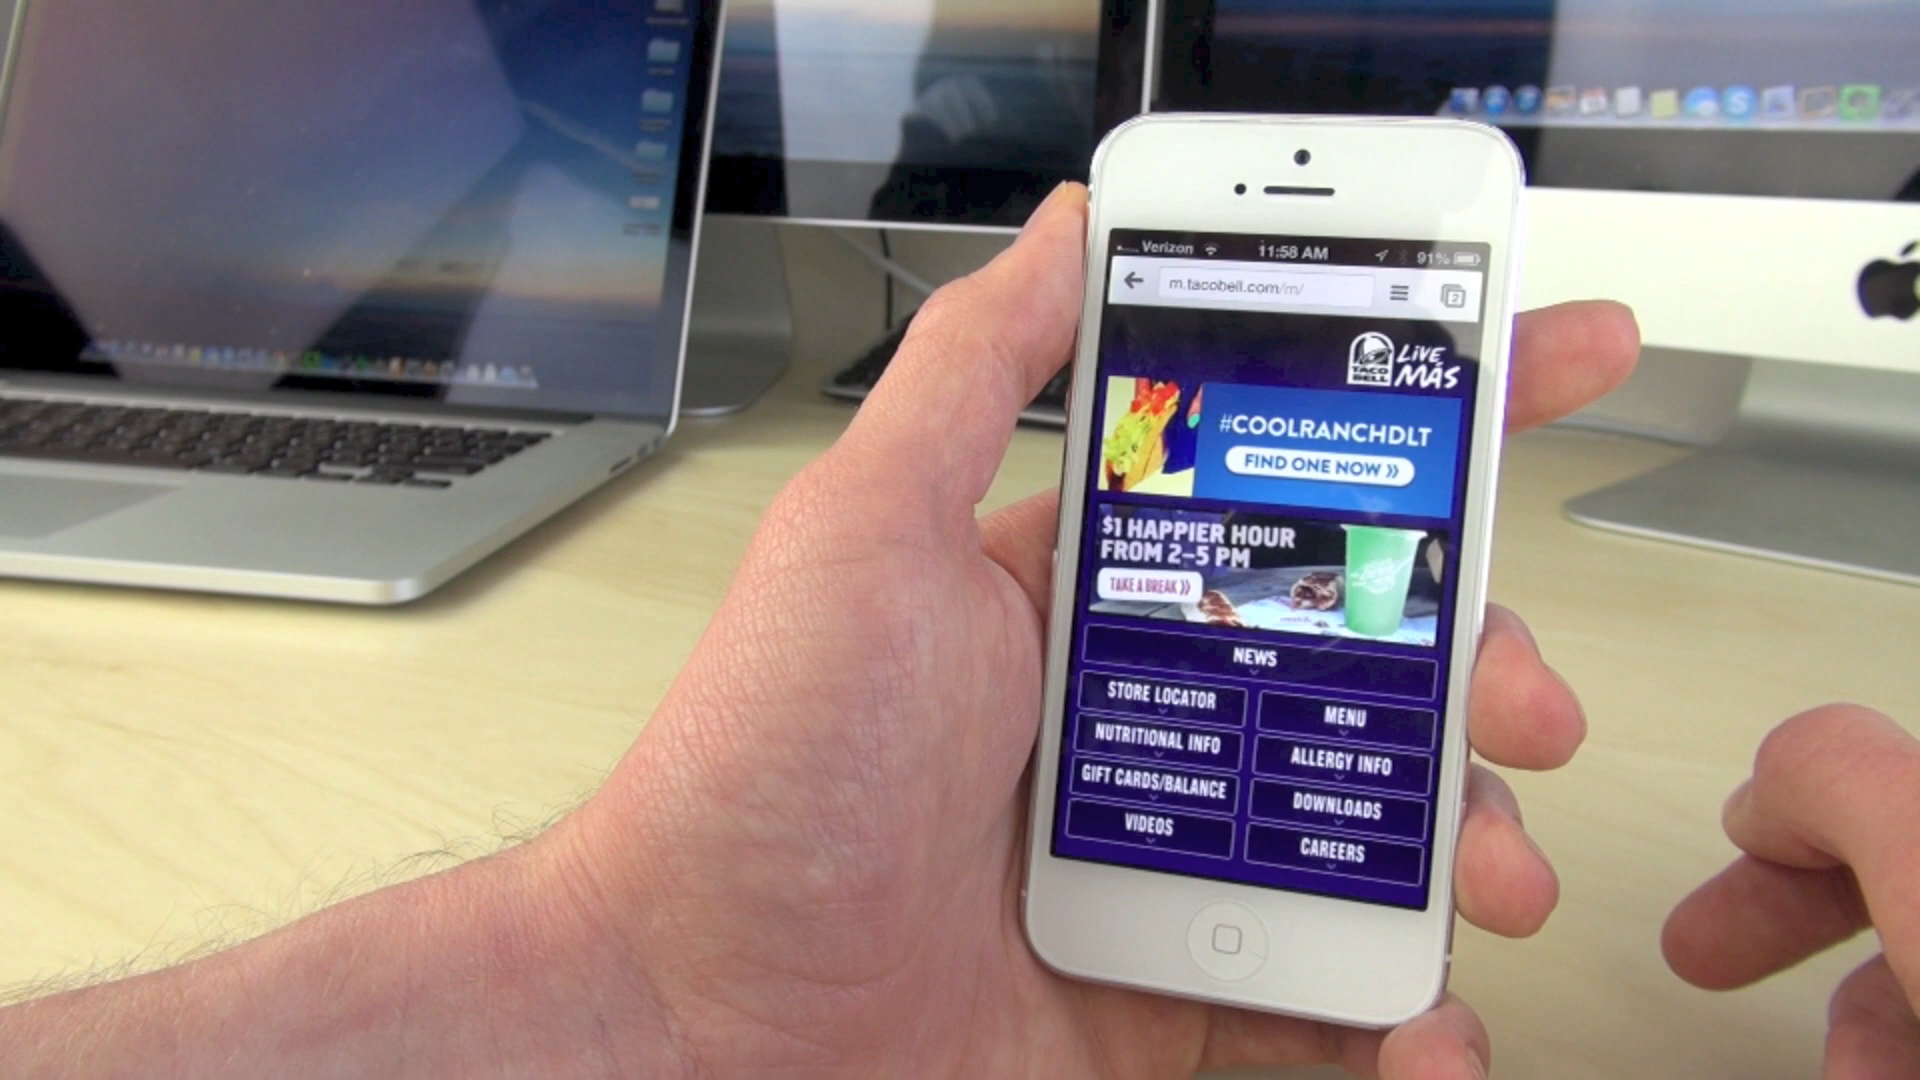 Verizon 11:58 AM 91%
m.tacobell.com/m/ 2
TACO BELL
LIVE MÁS
#COOLRANCHDLT
FIND ONE NOW »
$1 HAPPIER HOUR
FROM 2–5 PM
TAKE A BREAK »
NEWS
STORE LOCATOR
MENU
NUTRITIONAL INFO
ALLERGY INFO
GIFT CARDS/BALANCE
DOWNLOADS
VIDEOS
CAREERS